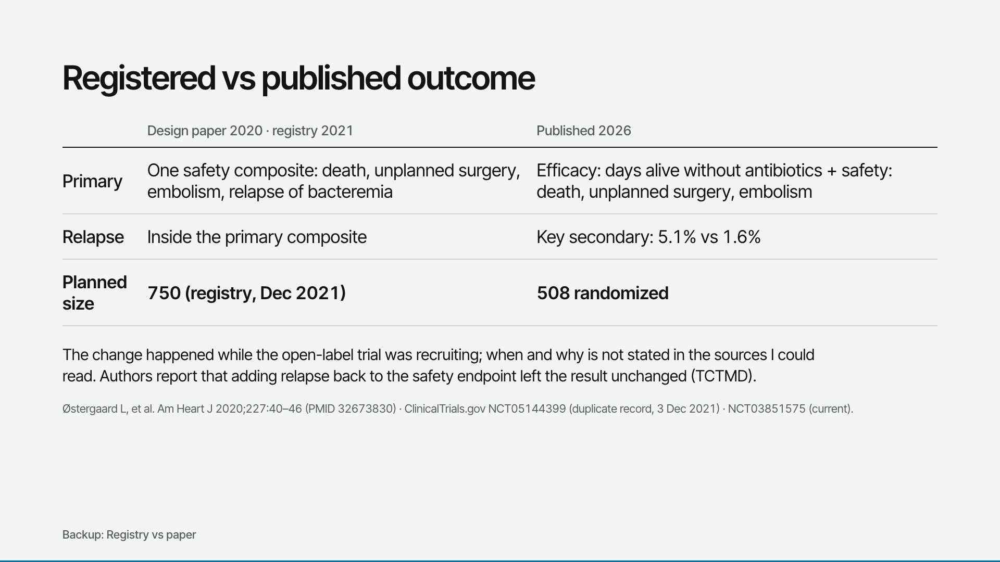 Registered vs published outcome
Design paper 2020 · registry 2021
Published 2026
Primary
One safety composite: death, unplanned surgery,
embolism, relapse of bacteremia
Efficacy: days alive without antibiotics + safety:
death, unplanned surgery, embolism
Relapse
Inside the primary composite
Key secondary: 5.1% vs 1.6%
Planned
size
750 (registry, Dec 2021)
508 randomized
The change happened while the open-label trial was recruiting; when and why is not stated in the sources I could
read. Authors report that adding relapse back to the safety endpoint left the result unchanged (TCTMD).
Østergaard L, et al. Am Heart J 2020;227:40–46 (PMID 32673830) · ClinicalTrials.gov NCT05144399 (duplicate record, 3 Dec 2021) · NCT03851575 (current).
Backup: Registry vs paper